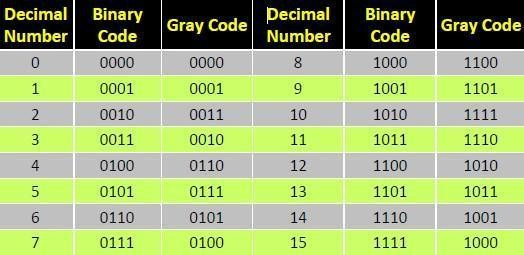 Decimal Number Binary Code Gray Code Decimal Number Binary Code Gray Code
0 0000 0000 8 1000 1100
1 0001 0001 9 1001 1101
2 0010 0011 10 1010 1111
3 0011 0010 11 1011 1110
4 0100 0110 12 1100 1010
5 0101 0111 13 1101 1011
6 0110 0101 14 1110 1001
7 0111 0100 15 1111 1000